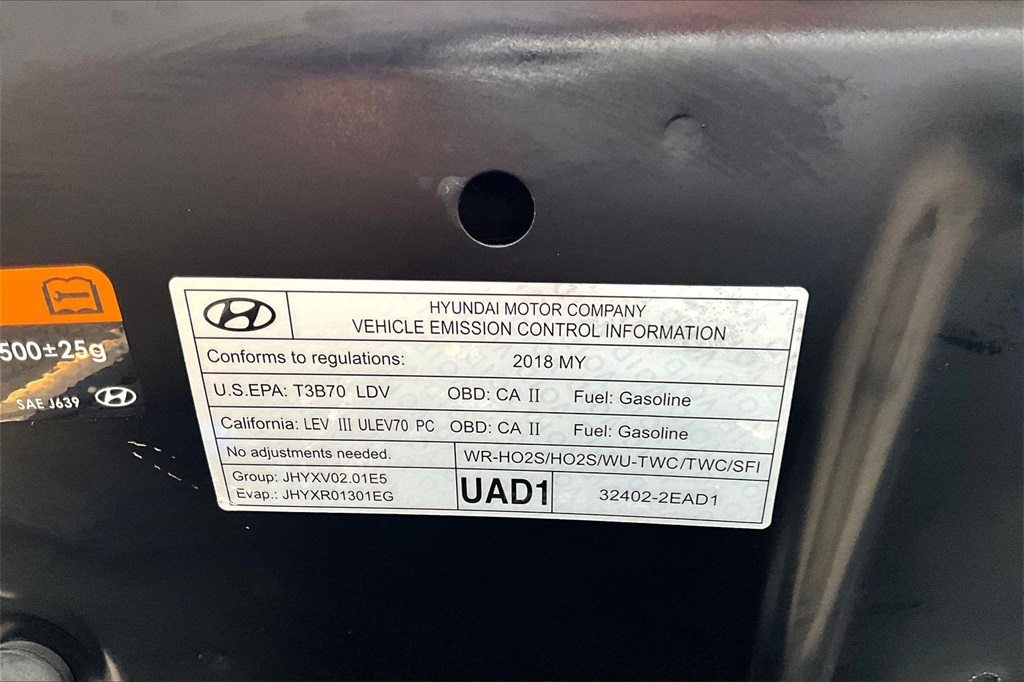 HYUNDAI MOTOR COMPANY
VEHICLE EMISSION CONTROL INFORMATION
Conforms to regulations: 2018 MY
U.S.EPA: T3B70 LDV OBD: CA II Fuel: Gasoline
California: LEV III ULEV70 PC OBD: CA II Fuel: Gasoline
No adjustments needed. WR-HO2S/HO2S/WU-TWC/TWC/SFI
Group: JHYXV02.01E5
Evap.: JHYXR01301EG
UAD1 32402-2EAD1
500±25g
SAE J639